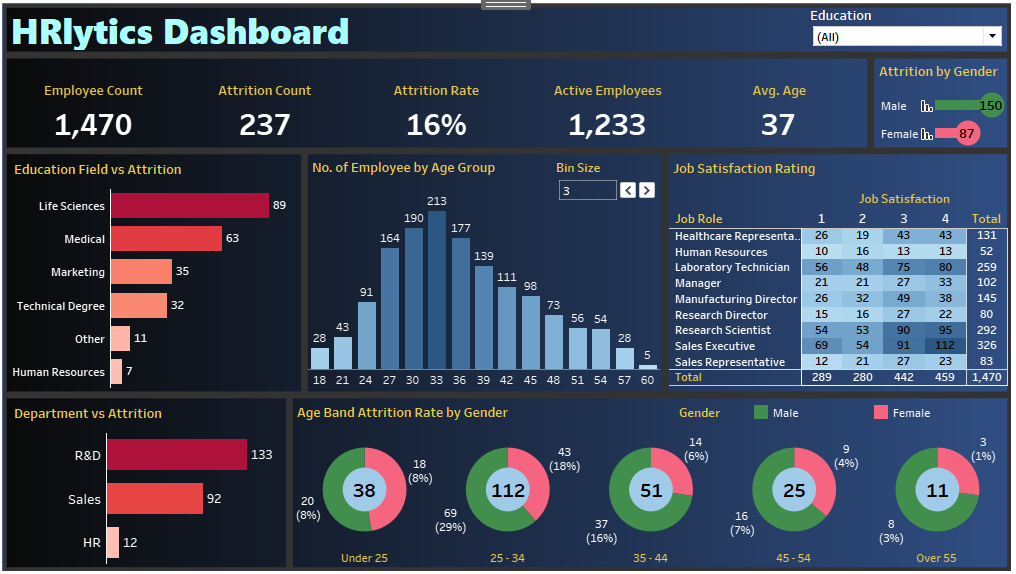 HRlytics Dashboard
Education
(All)
Employee Count Attrition Count Attrition Rate Active Employees Avg. Age
1,470 237 16% 1,233 37
Attrition by Gender
Male 150
Female 87
Education Field vs Attrition
Life Sciences 89
Medical 63
Marketing 35
Technical Degree 32
Other 11
Human Resources 7
No. of Employee by Age Group
Bin Size
3
28 43 91 164 190 213 177 139 111 98 73 56 54 28 5
18 21 24 27 30 33 36 39 42 45 48 51 54 57 60
Job Satisfaction Rating
Job Satisfaction
Job Role 1 2 3 4 Total
Healthcare Representa.. 26 19 43 43 131
Human Resources 10 16 13 13 52
Laboratory Technician 56 48 75 80 259
Manager 21 21 27 33 102
Manufacturing Director 26 32 49 38 145
Research Director 15 16 27 22 80
Research Scientist 54 53 90 95 292
Sales Executive 69 54 91 112 326
Sales Representative 12 21 27 23 83
Total 289 280 442 459 1,470
Department vs Attrition
R&D 133
Sales 92
HR 12
Age Band Attrition Rate by Gender
Gender Male Female
18
(8%)
38
20
(8%)
Under 25
43
(18%)
112
69
(29%)
25 - 34
14
(6%)
51
37
(16%)
35 - 44
9
(4%)
25
16
(7%)
45 - 54
3
(1%)
11
8
(3%)
Over 55